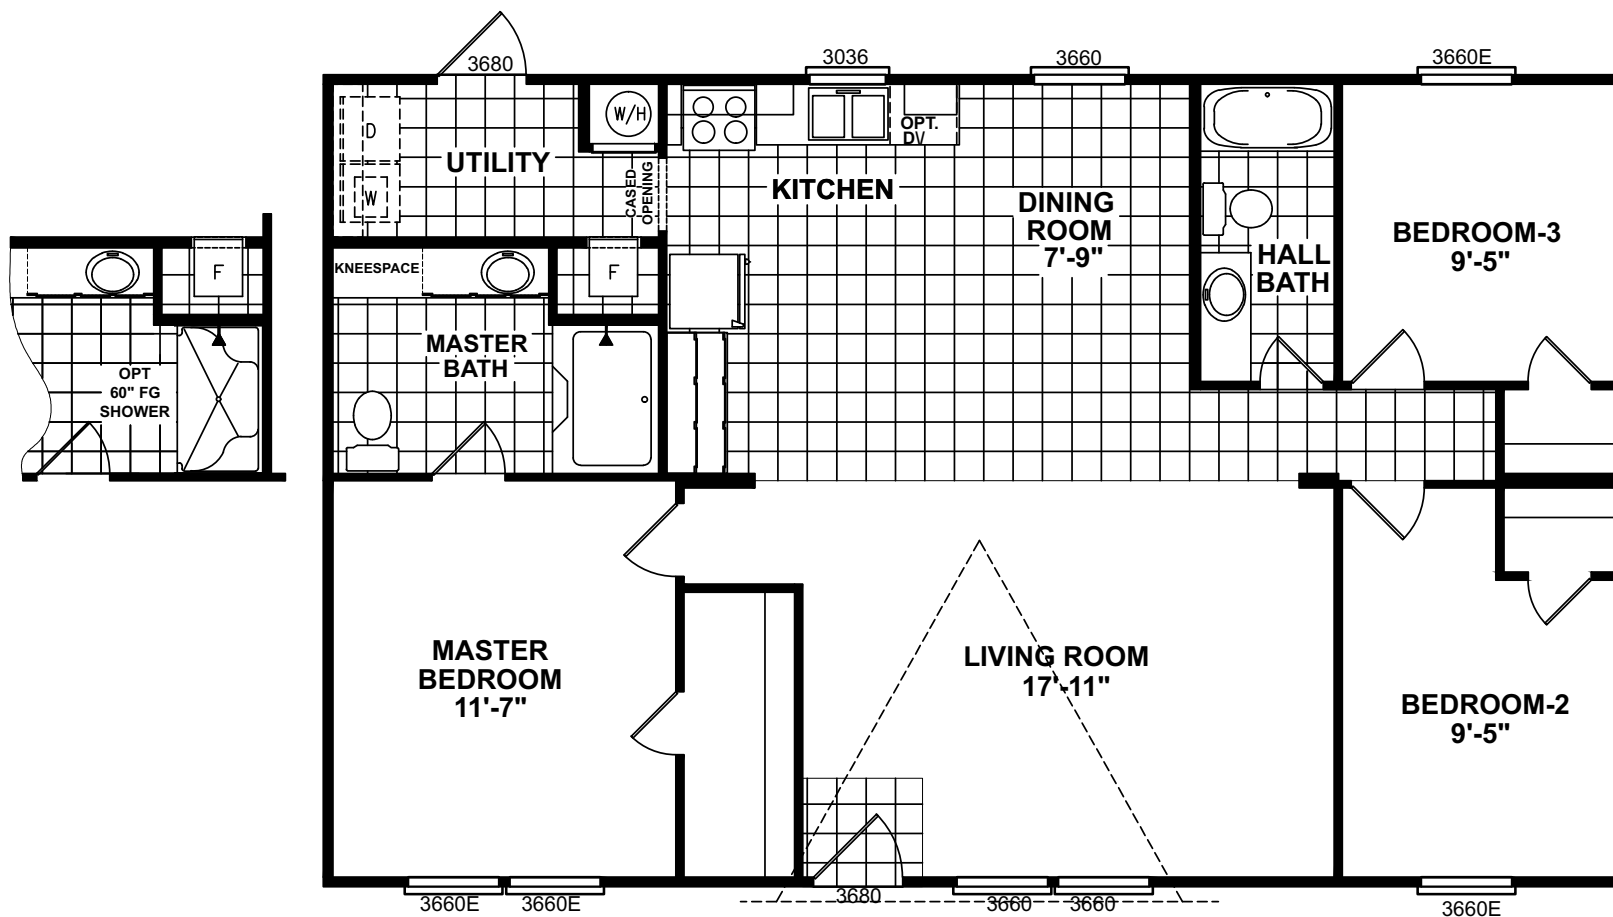 3680
3036
3660
3660E
D
W
UTILITY
W/H
CASED
OPENING
KITCHEN
OPT.
DV
DINING
ROOM
7'-9"
HALL
BATH
BEDROOM-3
9'-5"
F
OPT
60" FG
SHOWER
KNEESPACE
F
MASTER
BATH
MASTER
BEDROOM
11'-7"
LIVING ROOM
17'-11"
BEDROOM-2
9'-5"
3660E
3660E
3680
3660
3660
3660E